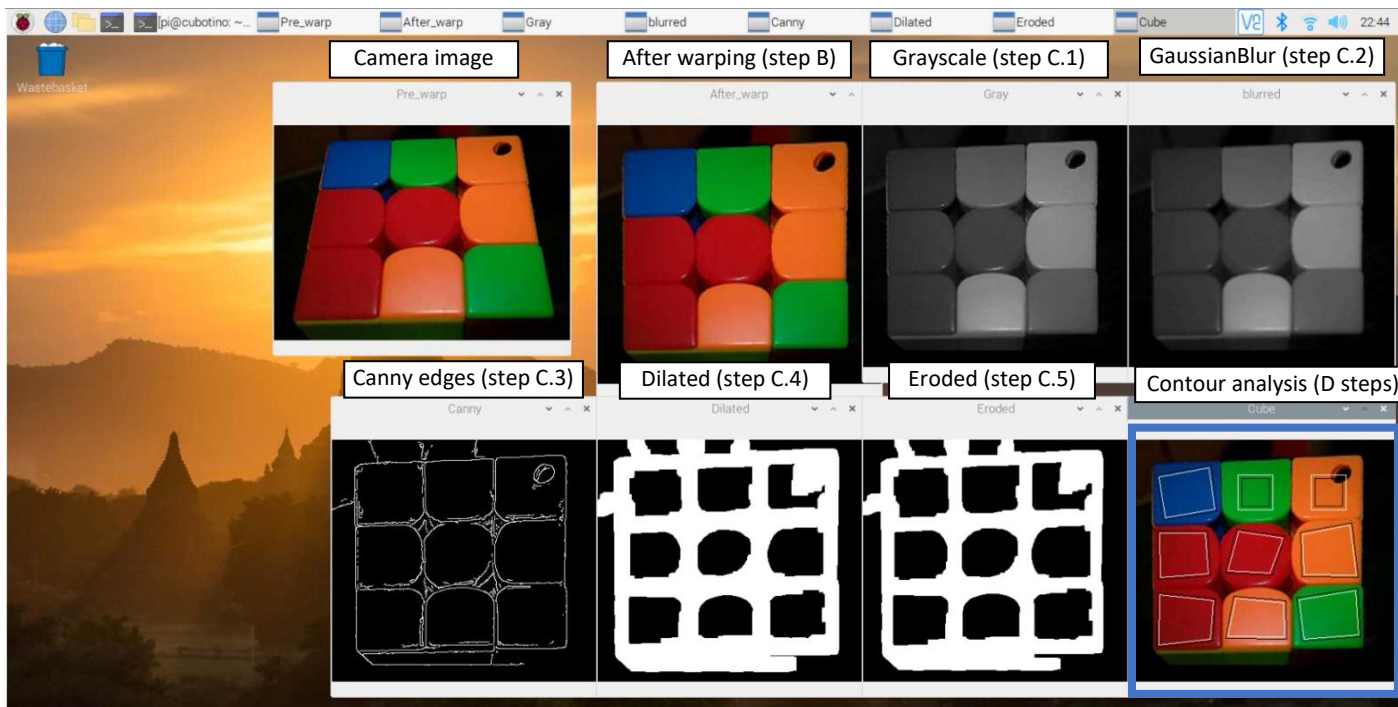 [pi@cubotino: ~... Pre_warp After_warp Gray blurred Canny Dilated Eroded Cube 22:44
Wastebasket
Camera image After warping (step B) Grayscale (step C.1) GaussianBlur (step C.2)
Pre_warp After_warp Gray blurred
Canny edges (step C.3) Dilated (step C.4) Eroded (step C.5) Contour analysis (D steps)
Canny Dilated Eroded Cube